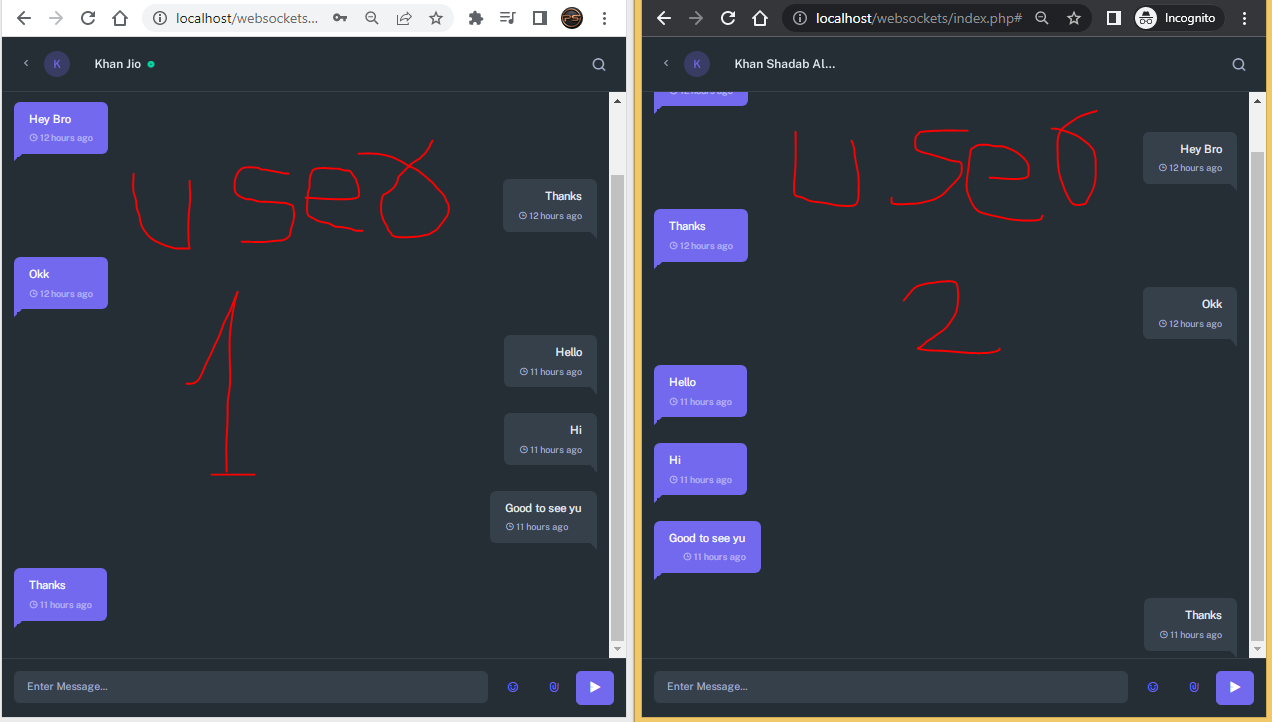 localhost/websockets...
K
Khan Jio
Hey Bro
12 hours ago
Thanks
12 hours ago
Okk
12 hours ago
Hello
11 hours ago
Hi
11 hours ago
Good to see yu
11 hours ago
Thanks
11 hours ago
User
1
Enter Message...
localhost/websockets/index.php#
Incognito
K
Khan Shadab Al...
12 hours ago
Hey Bro
12 hours ago
Thanks
12 hours ago
Okk
12 hours ago
Hello
11 hours ago
Hi
11 hours ago
Good to see yu
11 hours ago
Thanks
11 hours ago
User
2
Enter Message...